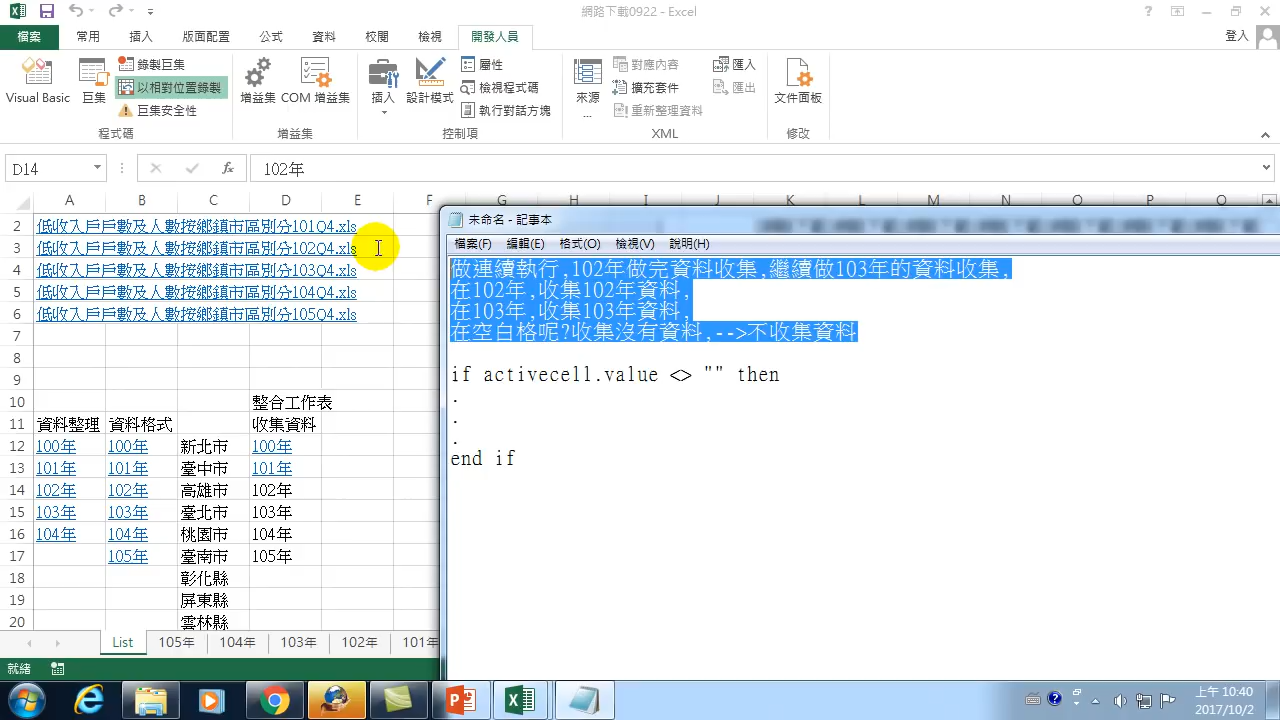 網路下載0922 - Excel
檔案 常用 插入 版面配置 公式 資料 校閱 檢視 開發人員 登入
Visual Basic 巨集 錄製巨集 以相對位置錄製 巨集安全性 程式碼
增益集 COM 增益集 增益集
插入 設計模式 屬性 檢視程式碼 執行對話方塊 控制項
來源 ... 對應內容 擴充套件 重新整理資料 匯入 匯出 XML
文件面板 修改
D14 fx 102年
A B C D E F G H I J K L M N O P Q
2 低收入戶戶數及人數按鄉鎮市區別分101Q4.xls
3 低收入戶戶數及人數按鄉鎮市區別分102Q4.xls
4 低收入戶戶數及人數按鄉鎮市區別分103Q4.xls
5 低收入戶戶數及人數按鄉鎮市區別分104Q4.xls
6 低收入戶戶數及人數按鄉鎮市區別分105Q4.xls
7
8
9
10 整合工作表
11 資料整理 資料格式 收集資料
12 100年 100年 新北市 100年
13 101年 101年 臺中市 101年
14 102年 102年 高雄市 102年
15 103年 103年 臺北市 103年
16 104年 104年 桃園市 104年
17 105年 臺南市 105年
18 彰化縣
19 屏東縣
20 雲林縣
List 105年 104年 103年 102年 101年
就緒
未命名 - 記事本
檔案(F) 編輯(E) 格式(O) 檢視(V) 說明(H)
做連續執行,102年做完資料收集,繼續做103年的資料收集,
在102年,收集102年資料,
在103年,收集103年資料,
在空白格呢?收集沒有資料,-->不收集資料
if activecell.value <> "" then
.
.
.
end if
上午 10:40
2017/10/2